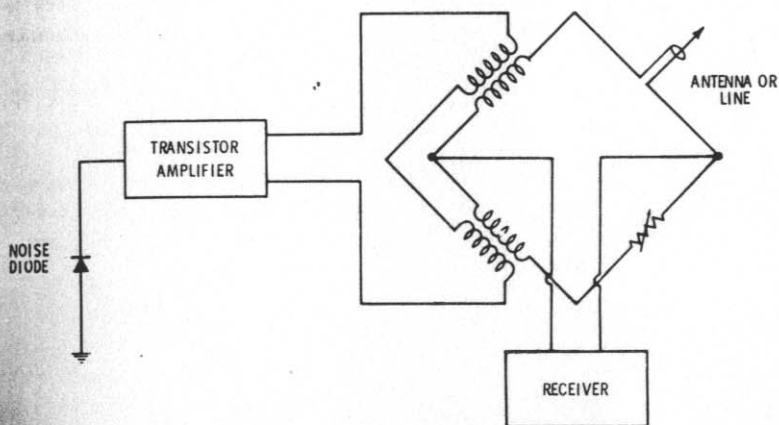 TRANSISTOR
AMPLIFIER
NOISE
DIODE
ANTENNA OR
LINE
RECEIVER